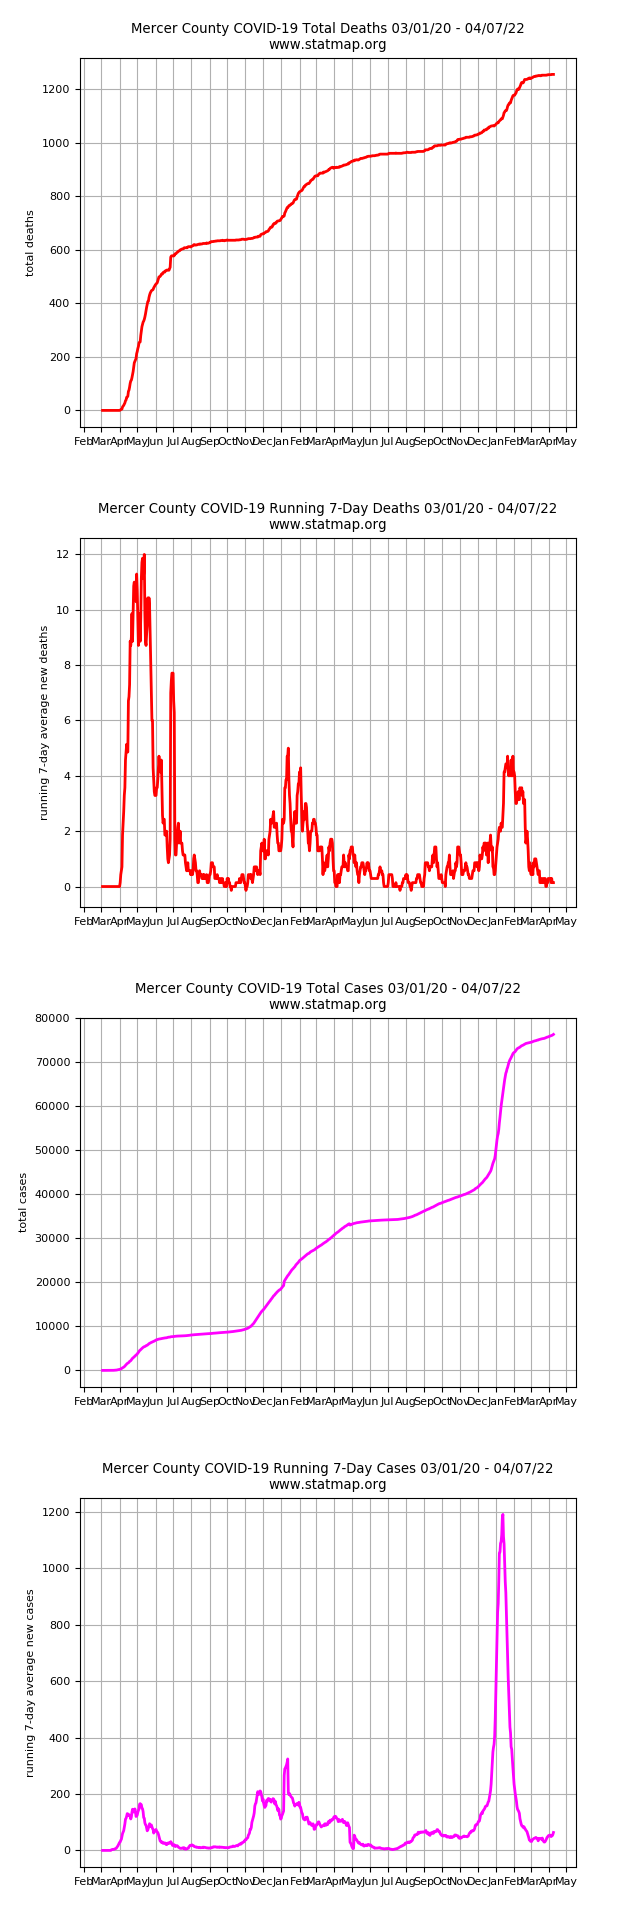 Mercer County COVID-19 Total Deaths 03/01/20 - 04/07/22
www.statmap.org
1200
1000
800
600
400
200
0
total deaths
Feb Mar Apr May Jun Jul Aug Sep Oct Nov Dec Jan Feb Mar Apr May Jun Jul Aug Sep Oct Nov Dec Jan Feb Mar Apr May
Mercer County COVID-19 Running 7-Day Deaths 03/01/20 - 04/07/22
www.statmap.org
12
10
8
6
4
2
0
running 7-day average new deaths
Feb Mar Apr May Jun Jul Aug Sep Oct Nov Dec Jan Feb Mar Apr May Jun Jul Aug Sep Oct Nov Dec Jan Feb Mar Apr May
Mercer County COVID-19 Total Cases 03/01/20 - 04/07/22
www.statmap.org
80000
70000
60000
50000
40000
30000
20000
10000
0
total cases
Feb Mar Apr May Jun Jul Aug Sep Oct Nov Dec Jan Feb Mar Apr May Jun Jul Aug Sep Oct Nov Dec Jan Feb Mar Apr May
Mercer County COVID-19 Running 7-Day Cases 03/01/20 - 04/07/22
www.statmap.org
1200
1000
800
600
400
200
0
running 7-day average new cases
Feb Mar Apr May Jun Jul Aug Sep Oct Nov Dec Jan Feb Mar Apr May Jun Jul Aug Sep Oct Nov Dec Jan Feb Mar Apr May